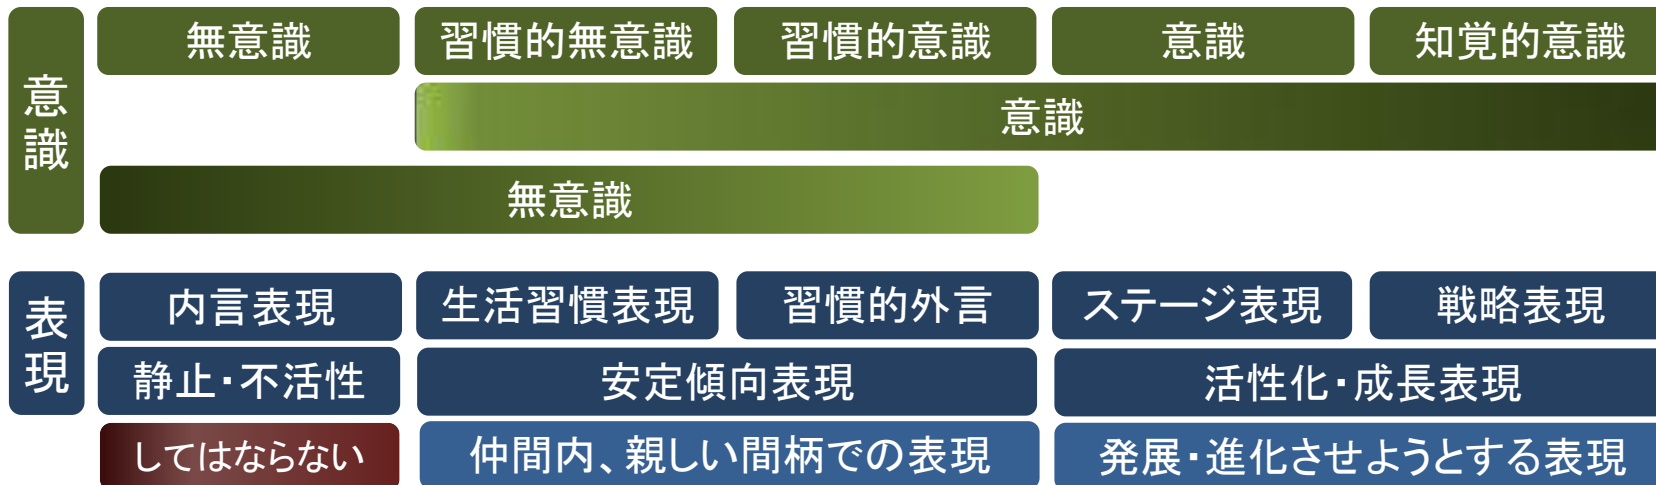 意識
無意識 習慣的無意識 習慣的意識 意識 知覚的意識
意識
無意識
表現
内言表現 生活習慣表現 習慣的外言 ステージ表現 戦略表現
静止・不活性 安定傾向表現 活性化・成長表現
してはならない 仲間内、親しい間柄での表現 発展・進化させようとする表現